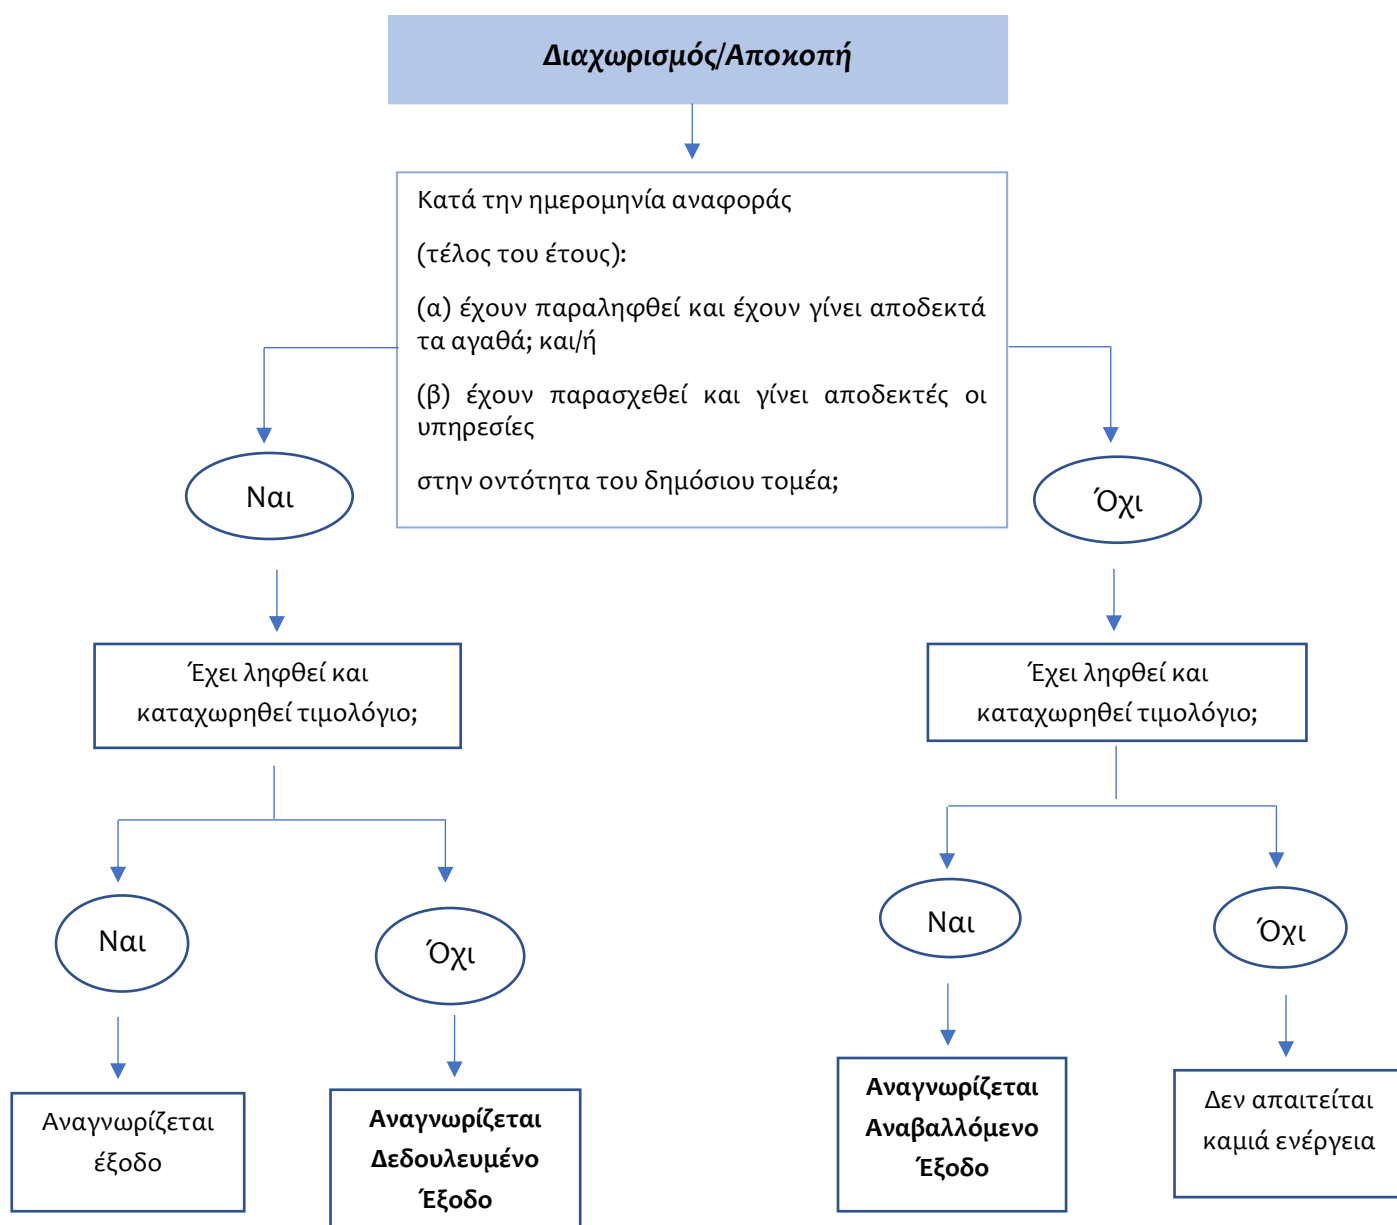 Διαχωρισμός/Αποκοπή
Κατά την ημερομηνία αναφοράς
(τέλος του έτους):
(α) έχουν παραληφθεί και έχουν γίνει αποδεκτά
τα αγαθά; και/ή
(β) έχουν παρασχεθεί και γίνει αποδεκτές οι
υπηρεσίες
στην οντότητα του δημόσιου τομέα;
Ναι
Όχι
Έχει ληφθεί και
καταχωρηθεί τιμολόγιο;
Έχει ληφθεί και
καταχωρηθεί τιμολόγιο;
Ναι
Όχι
Ναι
Όχι
Αναγνωρίζεται
έξοδο
Αναγνωρίζεται
Δεδουλευμένο
Έξοδο
Αναγνωρίζεται
Αναβαλλόμενο
Έξοδο
Δεν απαιτείται
καμιά ενέργεια